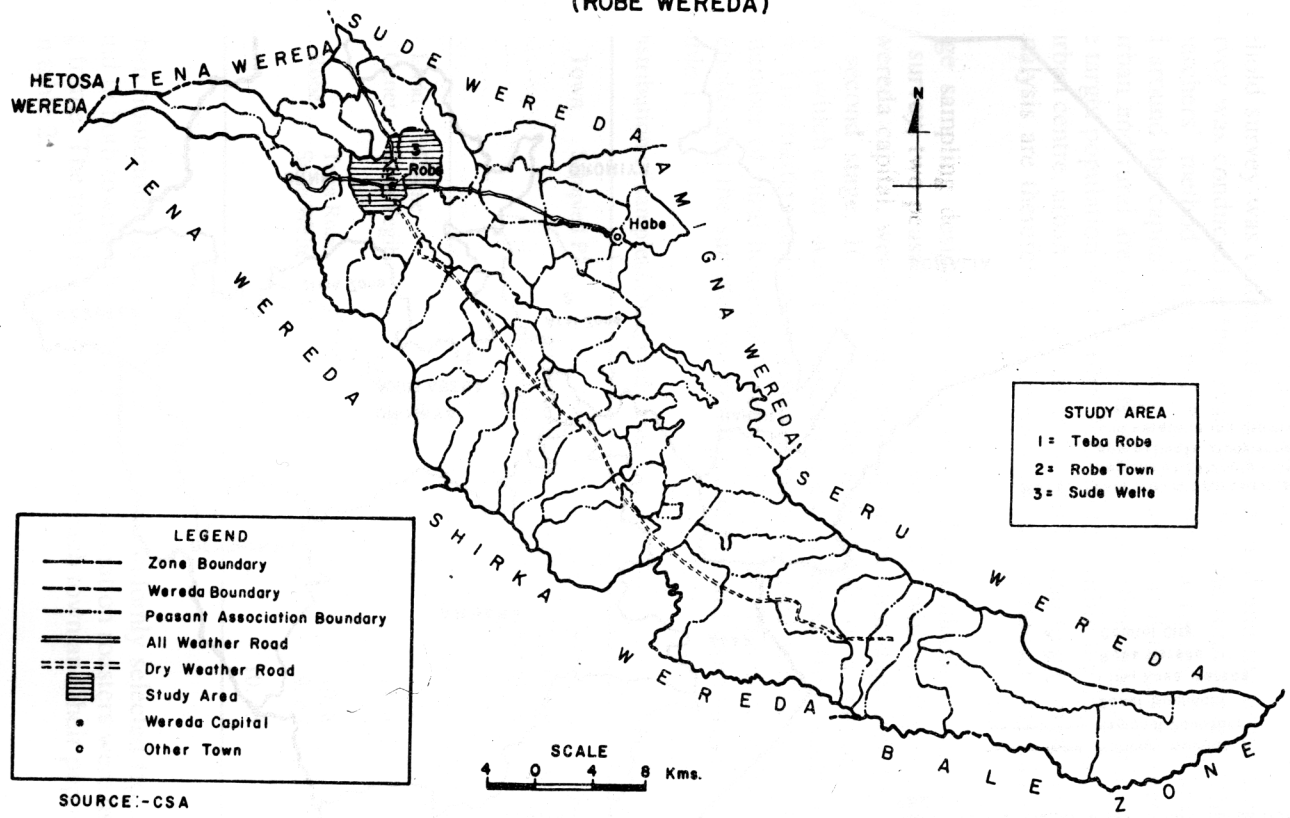 (ROBE WEREDA)
SUDE WEREDA
HETOSA
WEREDA
TENA WEREDA
N
3
2
Robe
1
Habe
AMIGNA WEREDA
TENA WEREDA
STUDY AREA
1 = Teba Robe
2 = Robe Town
3 = Sude Welte
SERU WEREDA
SHIRKA WEREDA
BALE ZONE
LEGEND
Zone Boundary
Wereda Boundary
Peasant Association Boundary
All Weather Road
Dry Weather Road
Study Area
Wereda Capital
Other Town
SCALE
4 0 4 8 Kms.
SOURCE:-CSA